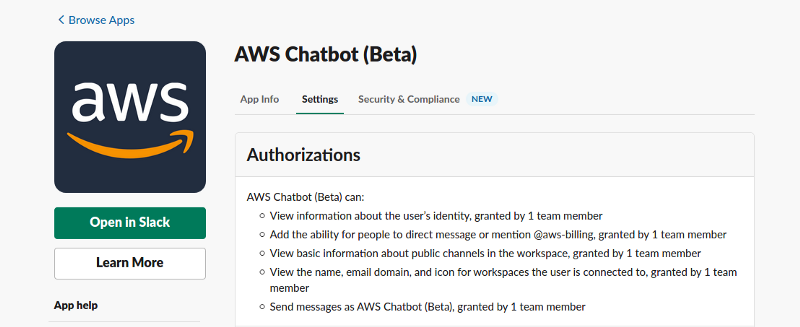 Browse Apps
aws
Open in Slack
Learn More
App help
AWS Chatbot (Beta)
App Info Settings Security & Compliance NEW
Authorizations
AWS Chatbot (Beta) can:
View information about the user's identity, granted by 1 team member
Add the ability for people to direct message or mention @aws-billing, granted by 1 team member
View basic information about public channels in the workspace, granted by 1 team member
View the name, email domain, and icon for workspaces the user is connected to, granted by 1 team
member
Send messages as AWS Chatbot (Beta), granted by 1 team member